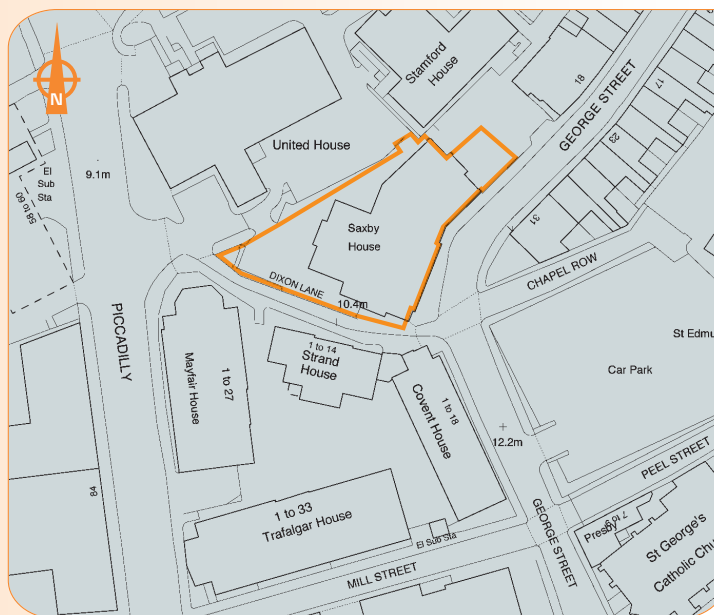 N
Stamford
House
18
GEORGE STREET
17
23
31
United House
El
Sub
Sta
58 to 60
9.1m
Saxby
House
DIXON LANE
10.4m
CHAPEL ROW
PICCADILLY
Mayfair House
1 to 27
1 to 14
Strand
House
Covent House
1 to 18
St Edmu
Car Park
12.2m
84
1 to 33
Trafalgar House
El Sub Sta
MILL STREET
GEORGE STREET
PEEL STREET
Presby
St George's
Catholic Chu